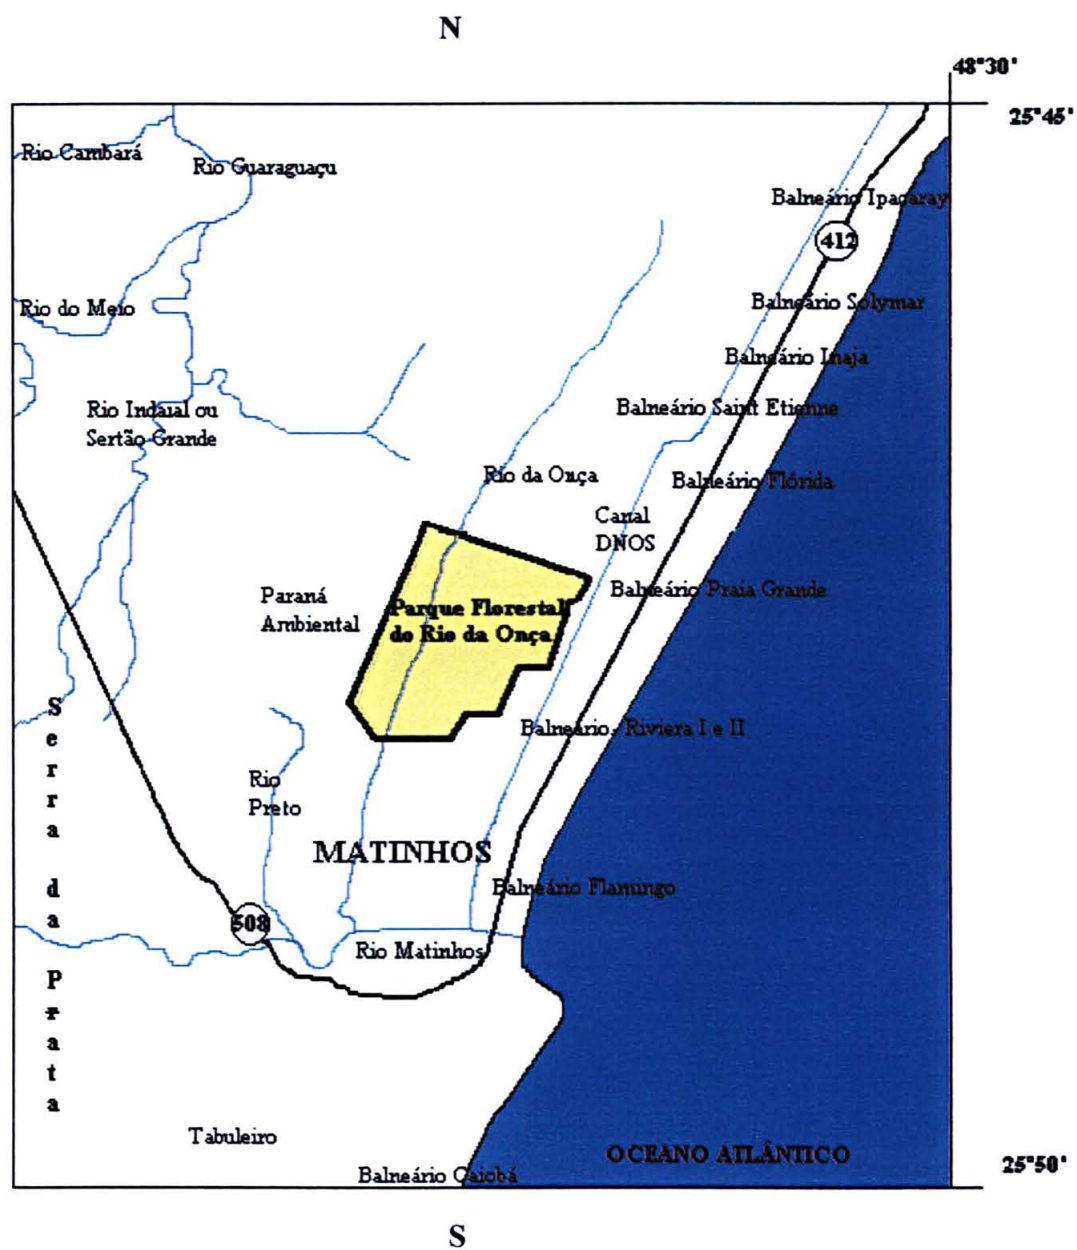 N
48°30'
25°45'
Rio Cambará
Rio Guaraguaçu
Balneário Ipacaray
412
Rio do Meio
Balneário Solymar
Balneário Inaja
Rio Indaial ou
Sertão Grande
Balneário Saint Etienne
Rio da Onça
Balneário Flórida
Canal
DNOS
Paraná
Ambiental
Parque Florestal
do Rio da Onça
Balneário Praia Grande
Serra da Prata
Balneário Riviera I e II
Rio
Preto
MATINHOS
Balneário Flamingo
508
Rio Matinhos
Tabuleiro
OCEANO ATLÂNTICO
25°50'
Balneário Caiobá
S